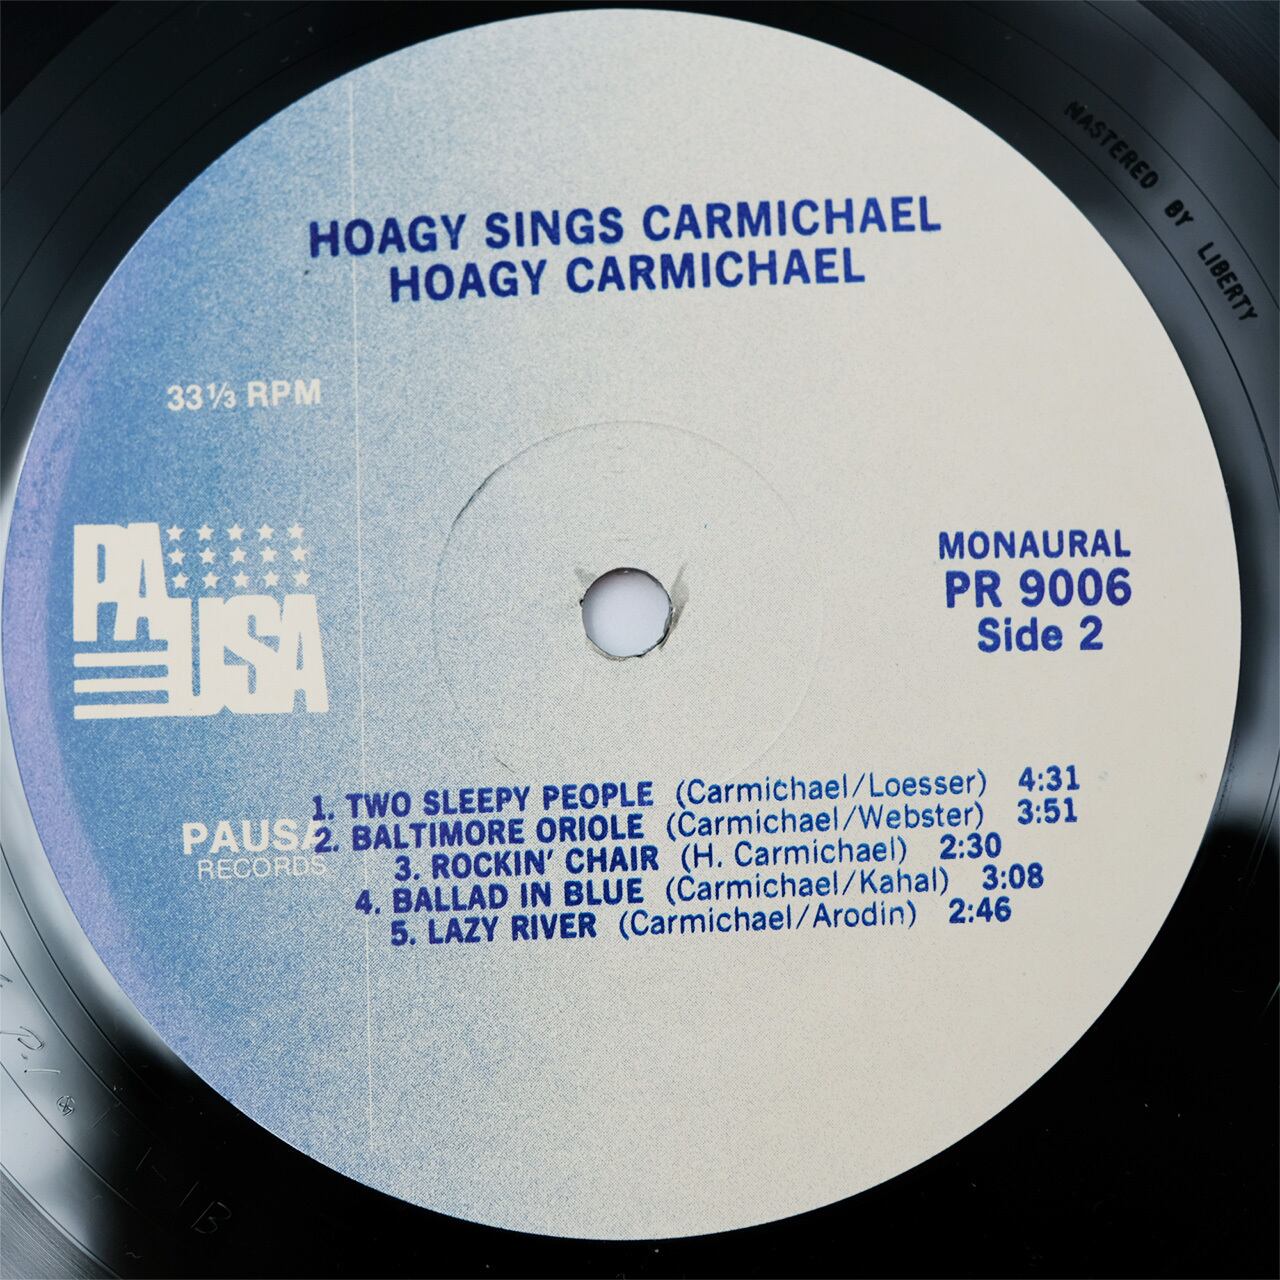 HOAGY SINGS CARMICHAEL
HOAGY CARMICHAEL
33⅓ RPM
PAUSA
MONAURAL
PR 9006
Side 2
1. TWO SLEEPY PEOPLE (Carmichael/Loesser) 4:31
2. BALTIMORE ORIOLE (Carmichael/Webster) 3:51
3. ROCKIN' CHAIR (H. Carmichael) 2:30
4. BALLAD IN BLUE (Carmichael/Kahal) 3:08
5. LAZY RIVER (Carmichael/Arodin) 2:46
PAUSA
RECORDS
MASTERED BY LIBERTY